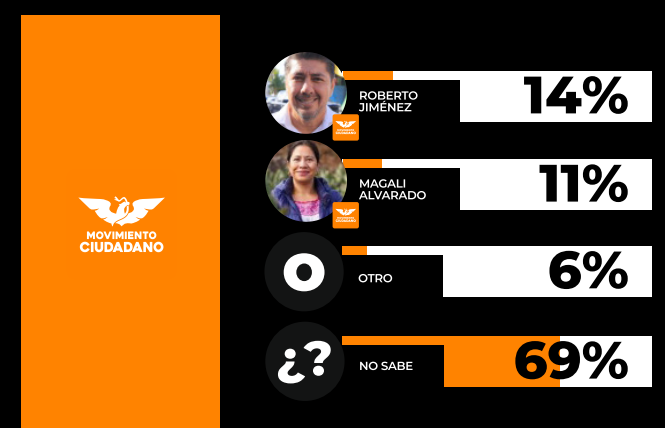 MOVIMIENTO
CIUDADANO
ROBERTO
JIMÉNEZ
14%
MAGALI
ALVARADO
11%
O
OTRO
6%
¿?
NO SABE
69%